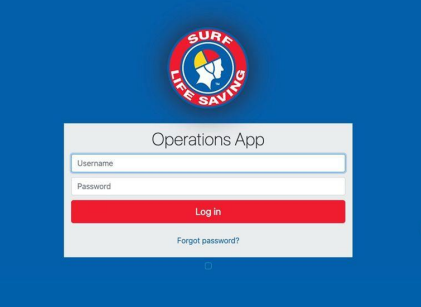 SURF
LIFE SAVING
Operations App
Username
Password
Log in
Forgot password?